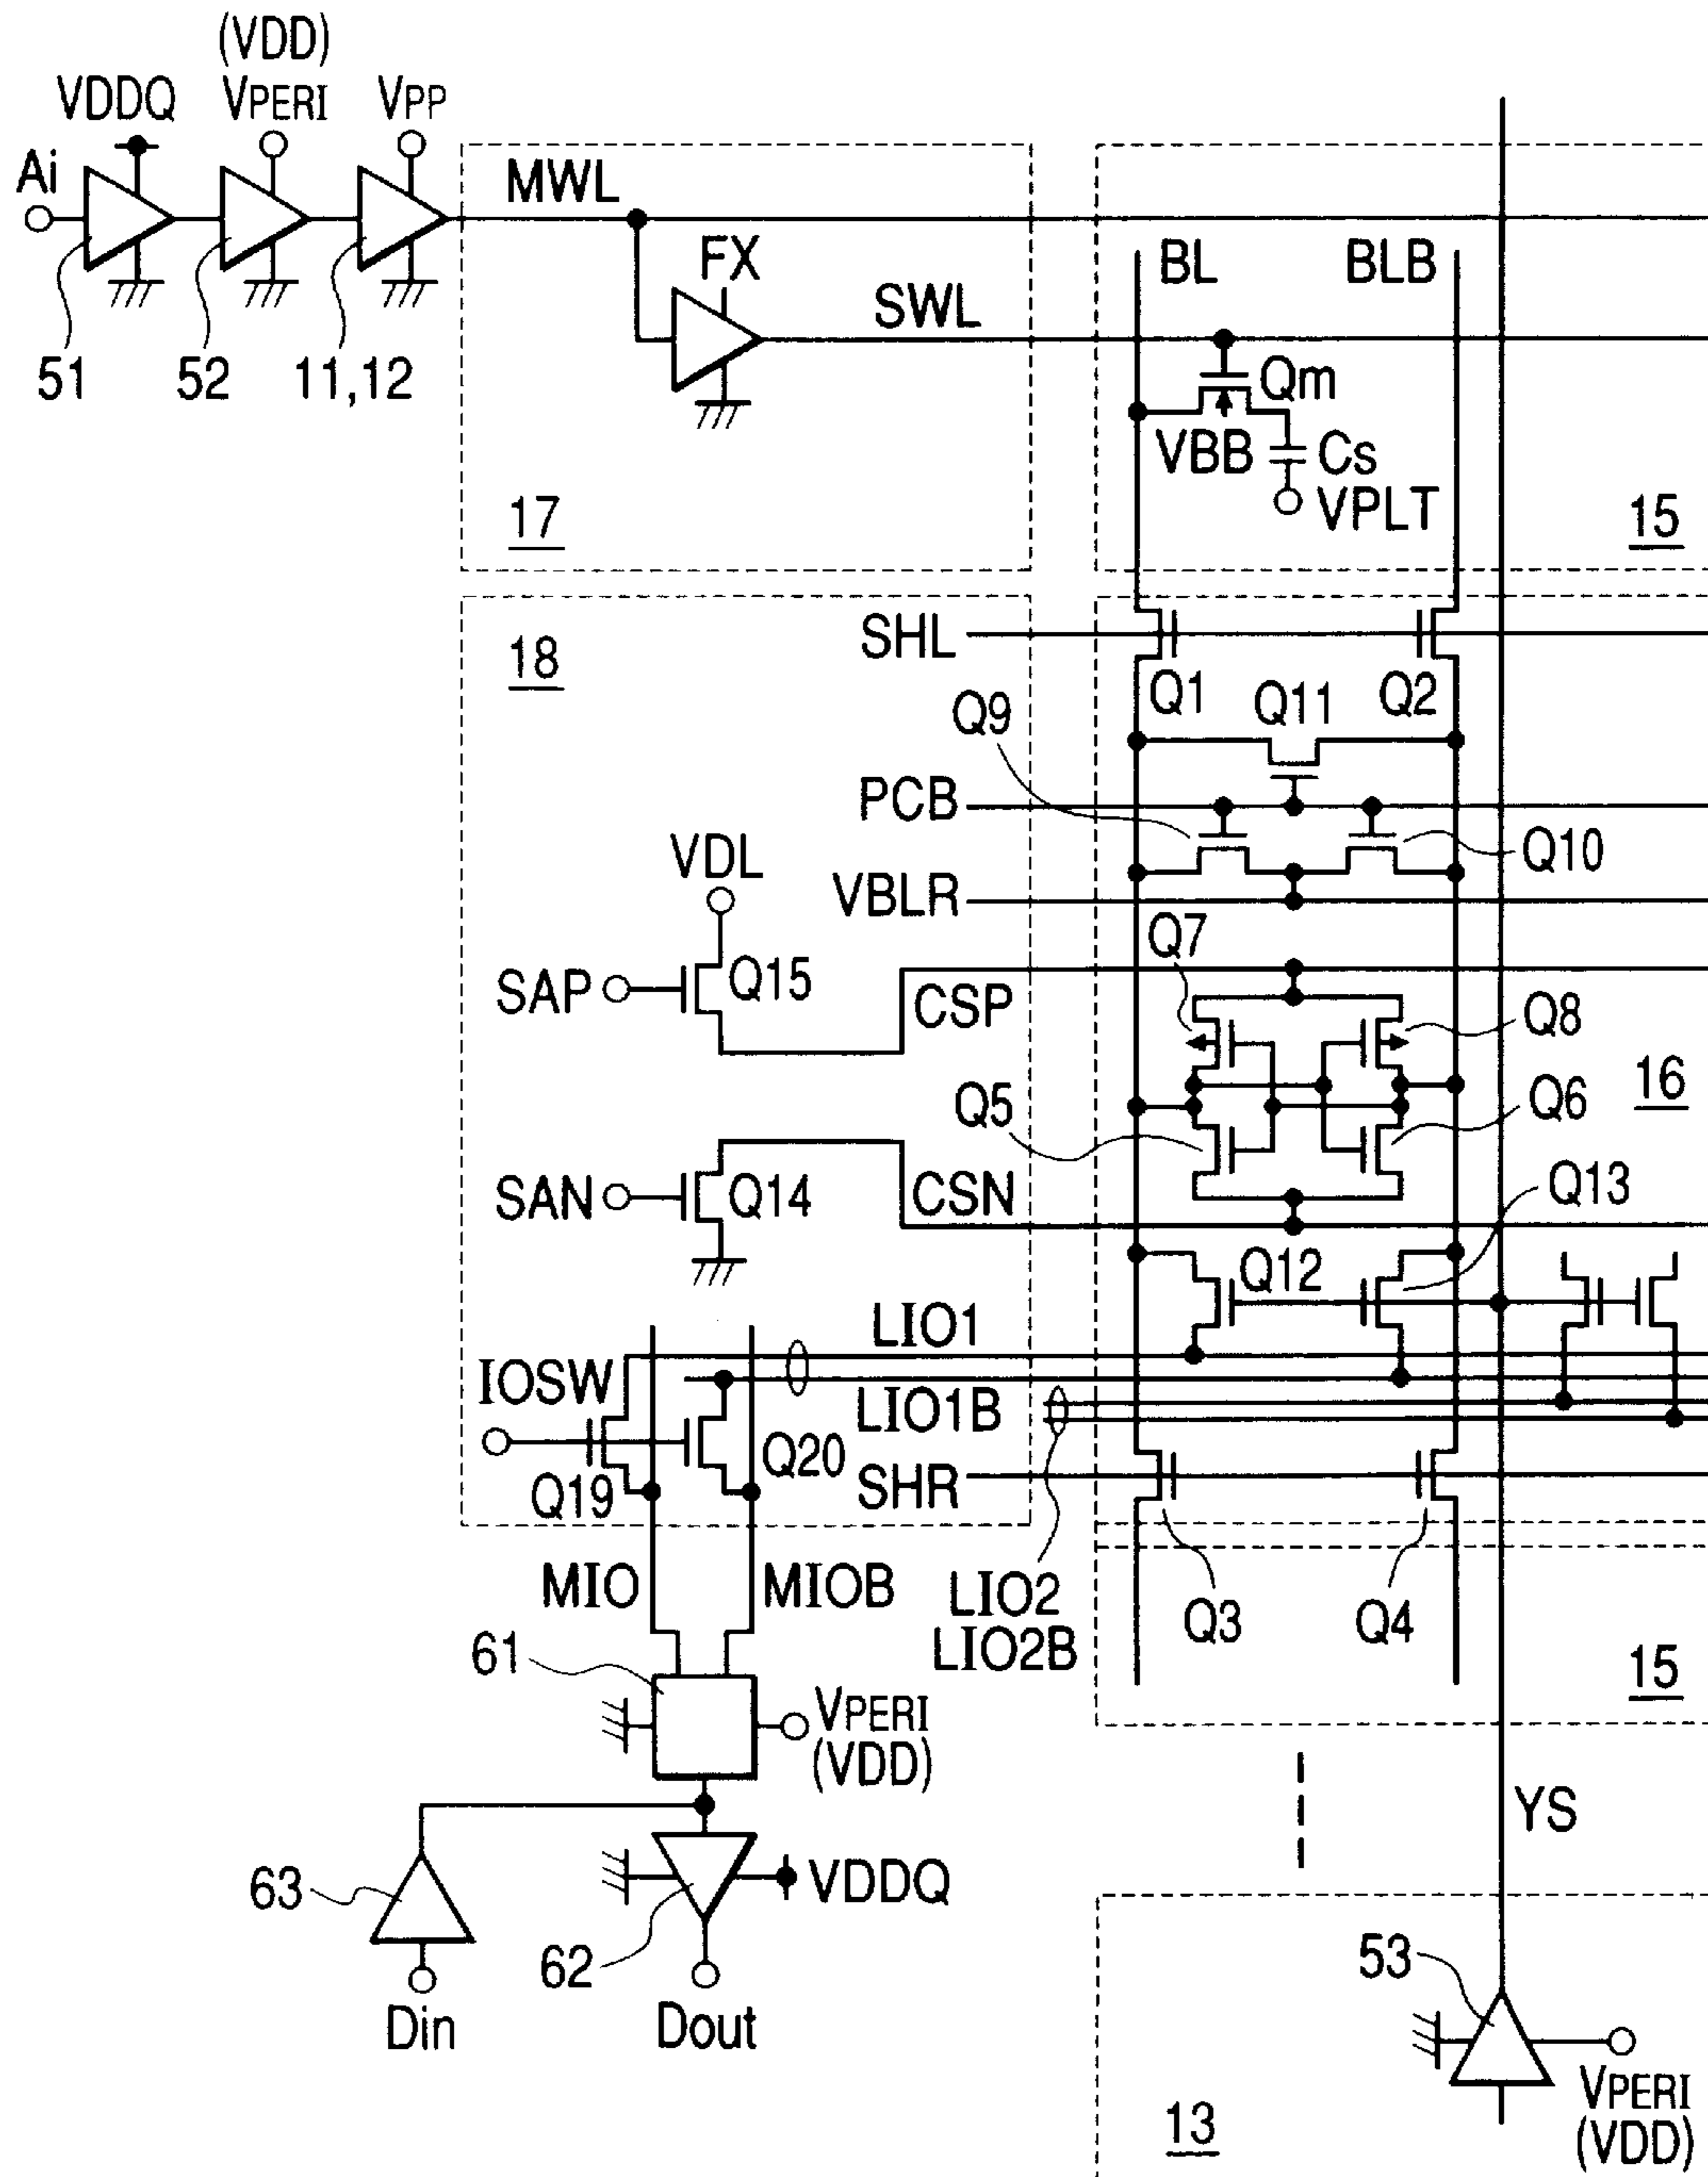 (VDD)
VDDQ VPERI VPP
Ai
51 52 11,12
MWL
FX
SWL
17
BL BLB
Qm
VBB Cs
VPLT
15
18
SHL
Q1 Q11 Q2
Q9
PCB
Q10
VDL
VBLR
Q7
SAP Q15
CSP
Q8
16
Q5 Q6
SAN Q14
CSN
Q13
Q12
LIO1
IOSW
LIO1B
Q20
Q19
SHR
MIO MIOB
LIO2
LIO2B
Q3 Q4
15
61
VPERI
(VDD)
YS
63
VDDQ
62
Din Dout
53
VPERI
(VDD)
13